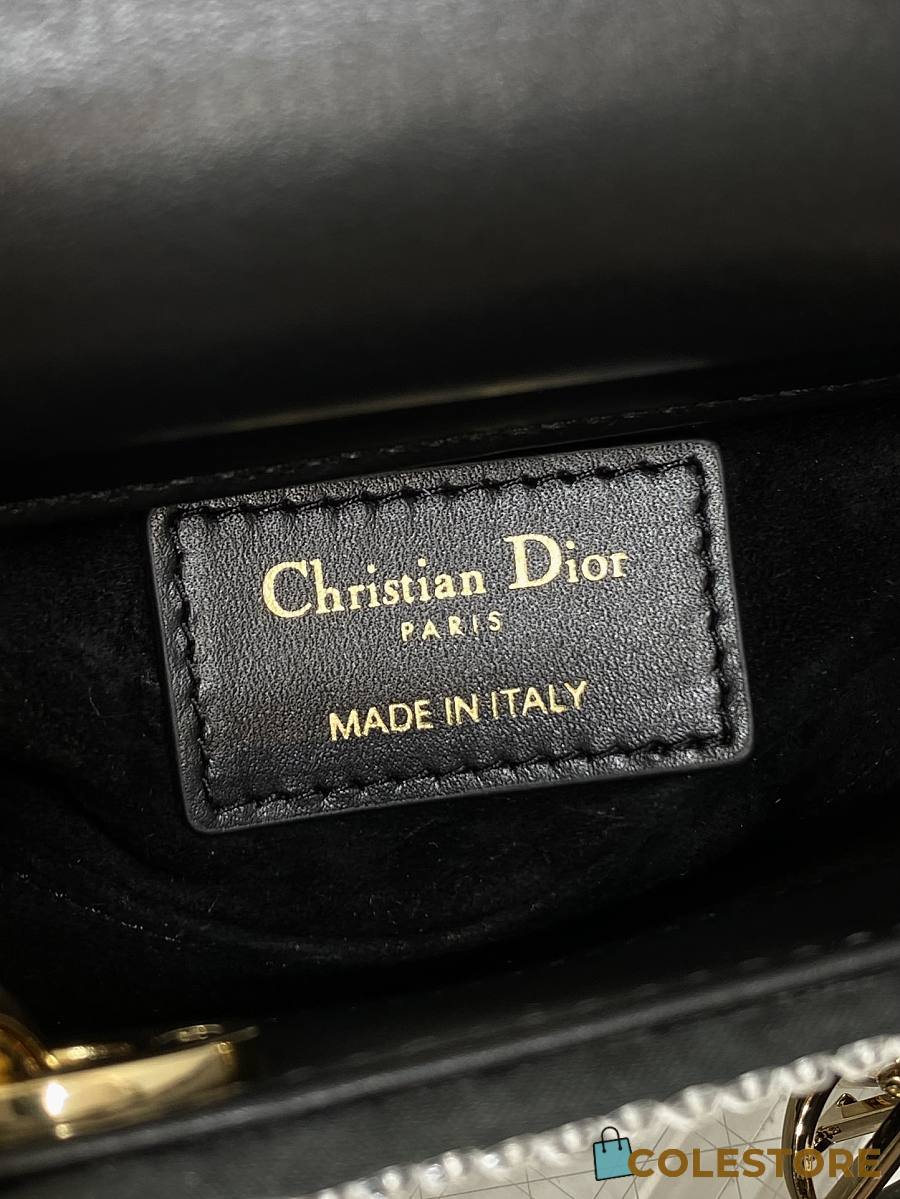 Christian Dior
PARIS
MADE IN ITALY
COLESTORE